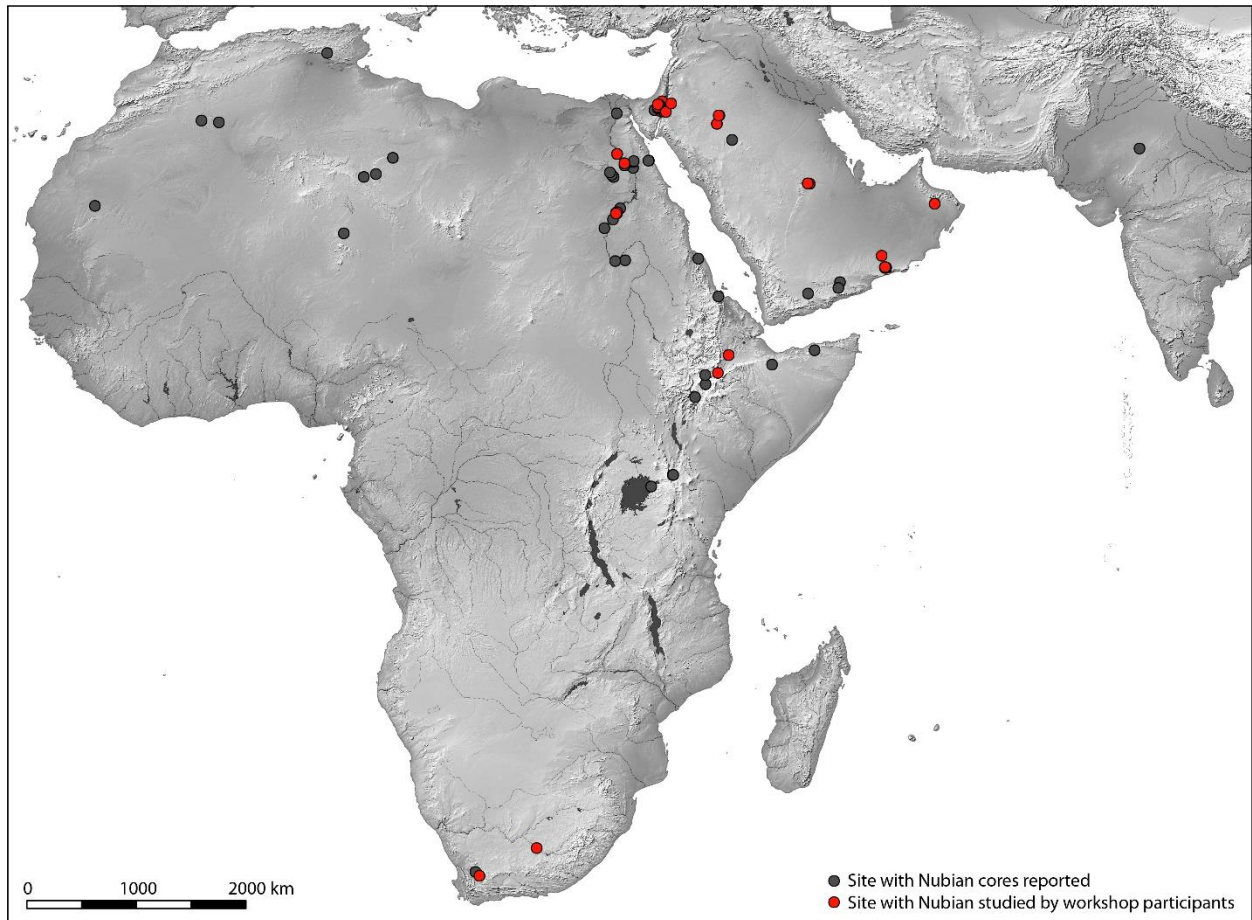 Site with Nubian cores reported
Site with Nubian studied by workshop participants
0 1000 2000 km